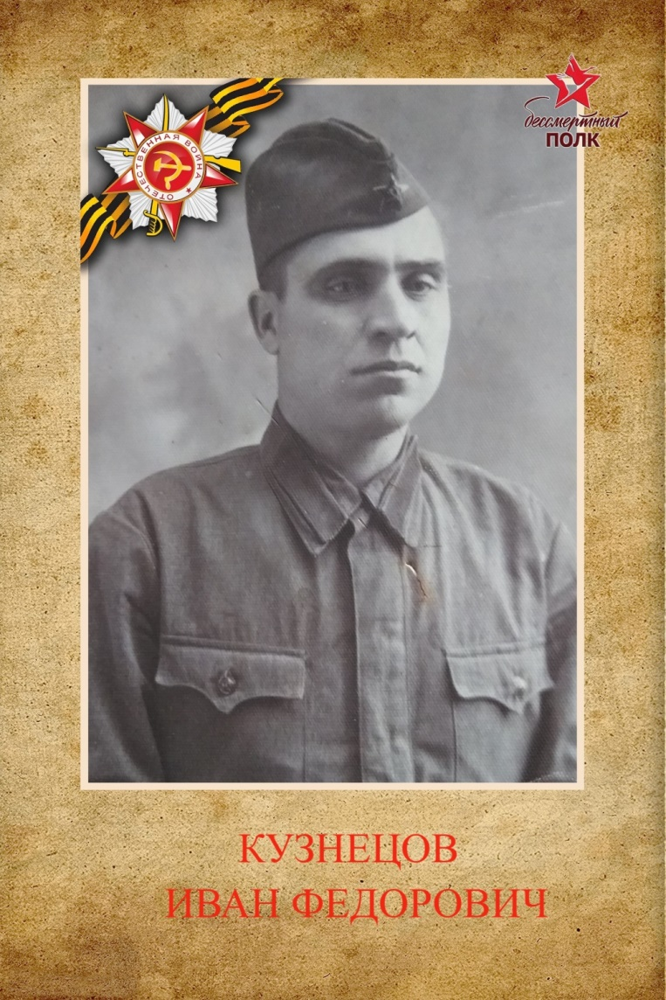 ОТЕЧЕСТВЕННАЯ ВОЙНА
бессмертный
ПОЛК
КУЗНЕЦОВ
ИВАН ФЕДОРОВИЧ